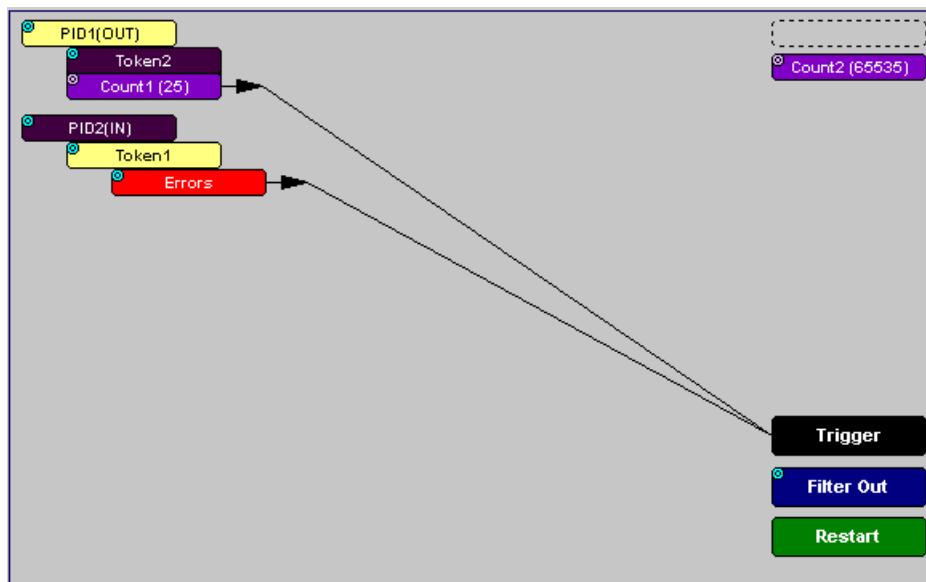 PID1(OUT)
Token2
Count1 (25)
PID2(IN)
Token1
Errors
Count2 (65535)
Trigger
Filter Out
Restart